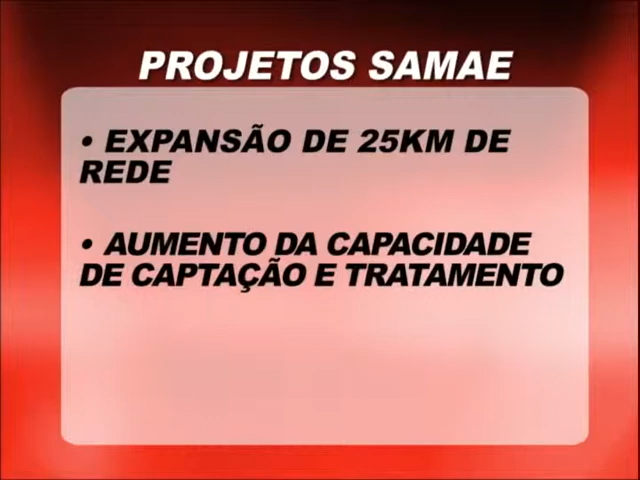 PROJETOS SAMAE
• EXPANSÃO DE 25KM DE
REDE
• AUMENTO DA CAPACIDADE
DE CAPTAÇÃO E TRATAMENTO